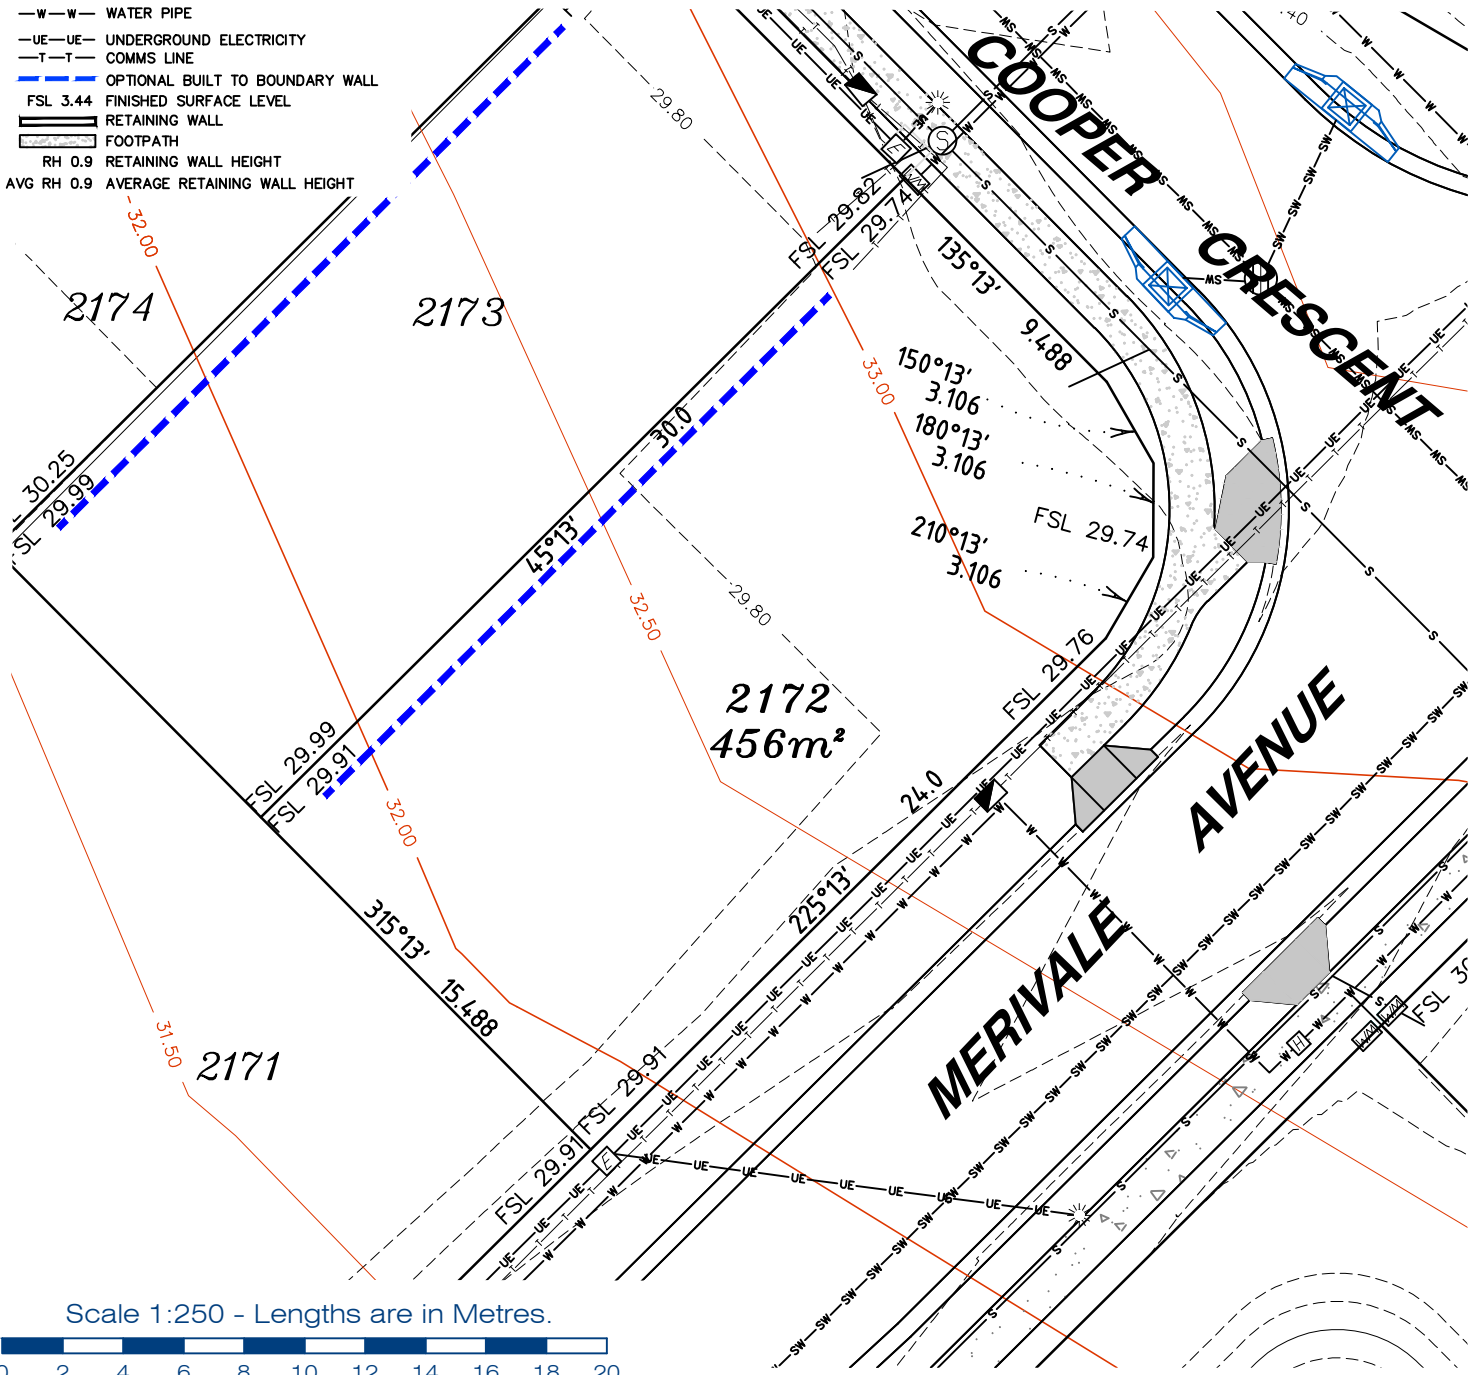 W W WATER PIPE
UE UE UNDERGROUND ELECTRICITY
T T COMMS LINE
OPTIONAL BUILT TO BOUNDARY WALL
FSL 3.44 FINISHED SURFACE LEVEL
RETAINING WALL
FOOTPATH
RH 0.9 RETAINING WALL HEIGHT
AVG RH 0.9 AVERAGE RETAINING WALL HEIGHT
COOPER CRESCENT
29.80
32.00
2174
2173
FSL 29.82
FSL 29.74
135°13'
9.488
33.00
150°13'
3.106
180°13'
3.106
210°13'
3.106
FSL 29.74
30.25
SL 29.99
30.0
45°13'
29.80
32.50
FSL 29.76
2172
456m²
FSL 29.99
FSL 29.91
32.00
24.0
225°13'
AVENUE
MERIVALE
315°13'
15.488
31.50
2171
FSL 29.91
FSL 29.91
Scale 1:250 - Lengths are in Metres.
0 2 4 6 8 10 12 14 16 18 20